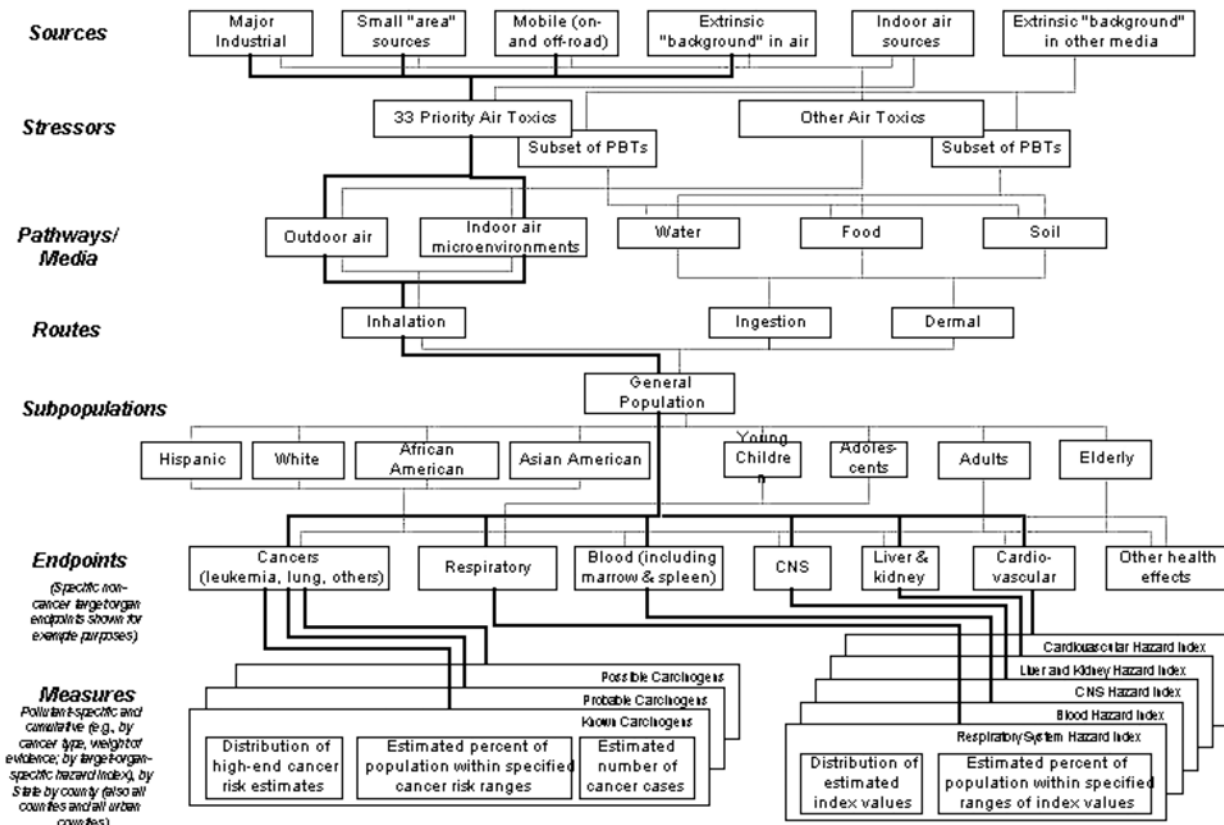 Sources
Major
Industrial
Small "area"
sources
Mobile (on-
and off-road)
Extrinsic
"background" in air
Indoor air
sources
Extrinsic "background"
in other media
Stressors
33 Priority Air Toxics
Other Air Toxics
Subset of PBTs
Subset of PBTs
Pathways/
Media
Outdoor air
Indoor air
microenvironments
Water
Food
Soil
Routes
Inhalation
Ingestion
Dermal
Subpopulations
General
Population
Hispanic
White
African
American
Asian American
Young
Childre
n
Adoles-
cents
Adults
Elderly
Endpoints
(Specific non-
cancer target organ
endpoints shown for
example purposes)
Cancers
(leukemia, lung, others)
Respiratory
Blood (including
marrow & spleen)
CNS
Liver &
kidney
Cardio-
vascular
Other health
effects
Measures
Pollutant-specific and
cumulative (e.g., by
cancer type, weight of
evidence; by target-organ-
specific hazard index), by
State by county (also all
counties and all urban
counties)
Possible Carcinogens
Probable Carcinogens
Known Carcinogens
Distribution of
high-end cancer
risk estimates
Estimated percent of
population within specified
cancer risk ranges
Estimated
number of
cancer cases
Cardiovascular Hazard Index
Liver and Kidney Hazard Index
CNS Hazard Index
Blood Hazard Index
Respiratory System Hazard Index
Distribution of
estimated
index values
Estimated percent of
population within specified
ranges of index values